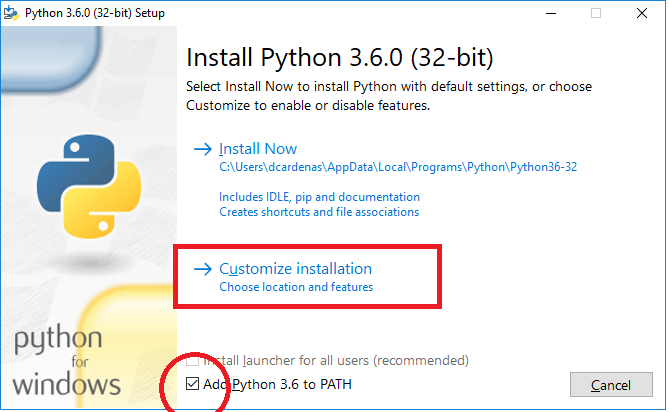 Python 3.6.0 (32-bit) Setup
Install Python 3.6.0 (32-bit)
Select Install Now to install Python with default settings, or choose
Customize to enable or disable features.
Install Now
C:\Users\dcardenas\AppData\Local\Programs\Python\Python36-32
Includes IDLE, pip and documentation
Creates shortcuts and file associations
Customize installation
Choose location and features
python
for
windows
Install launcher for all users (recommended)
Add Python 3.6 to PATH
Cancel